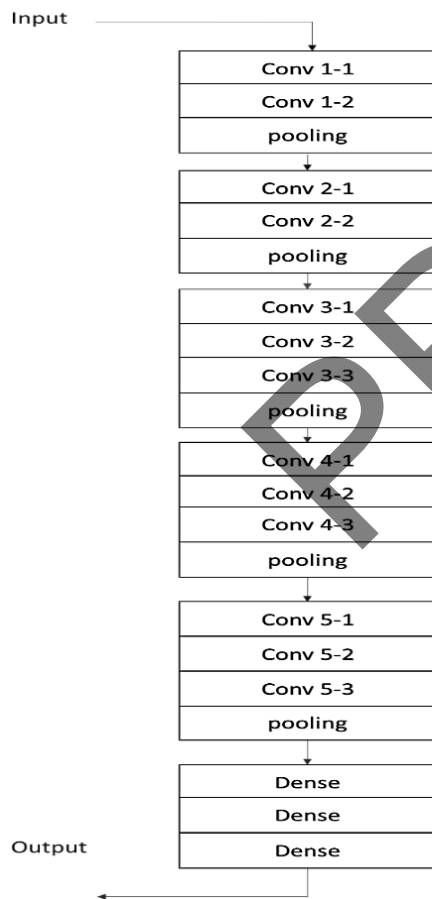 Input
Conv 1-1
Conv 1-2
pooling
Conv 2-1
Conv 2-2
pooling
Conv 3-1
Conv 3-2
Conv 3-3
pooling
Conv 4-1
Conv 4-2
Conv 4-3
pooling
Conv 5-1
Conv 5-2
Conv 5-3
pooling
Dense
Dense
Output
Dense